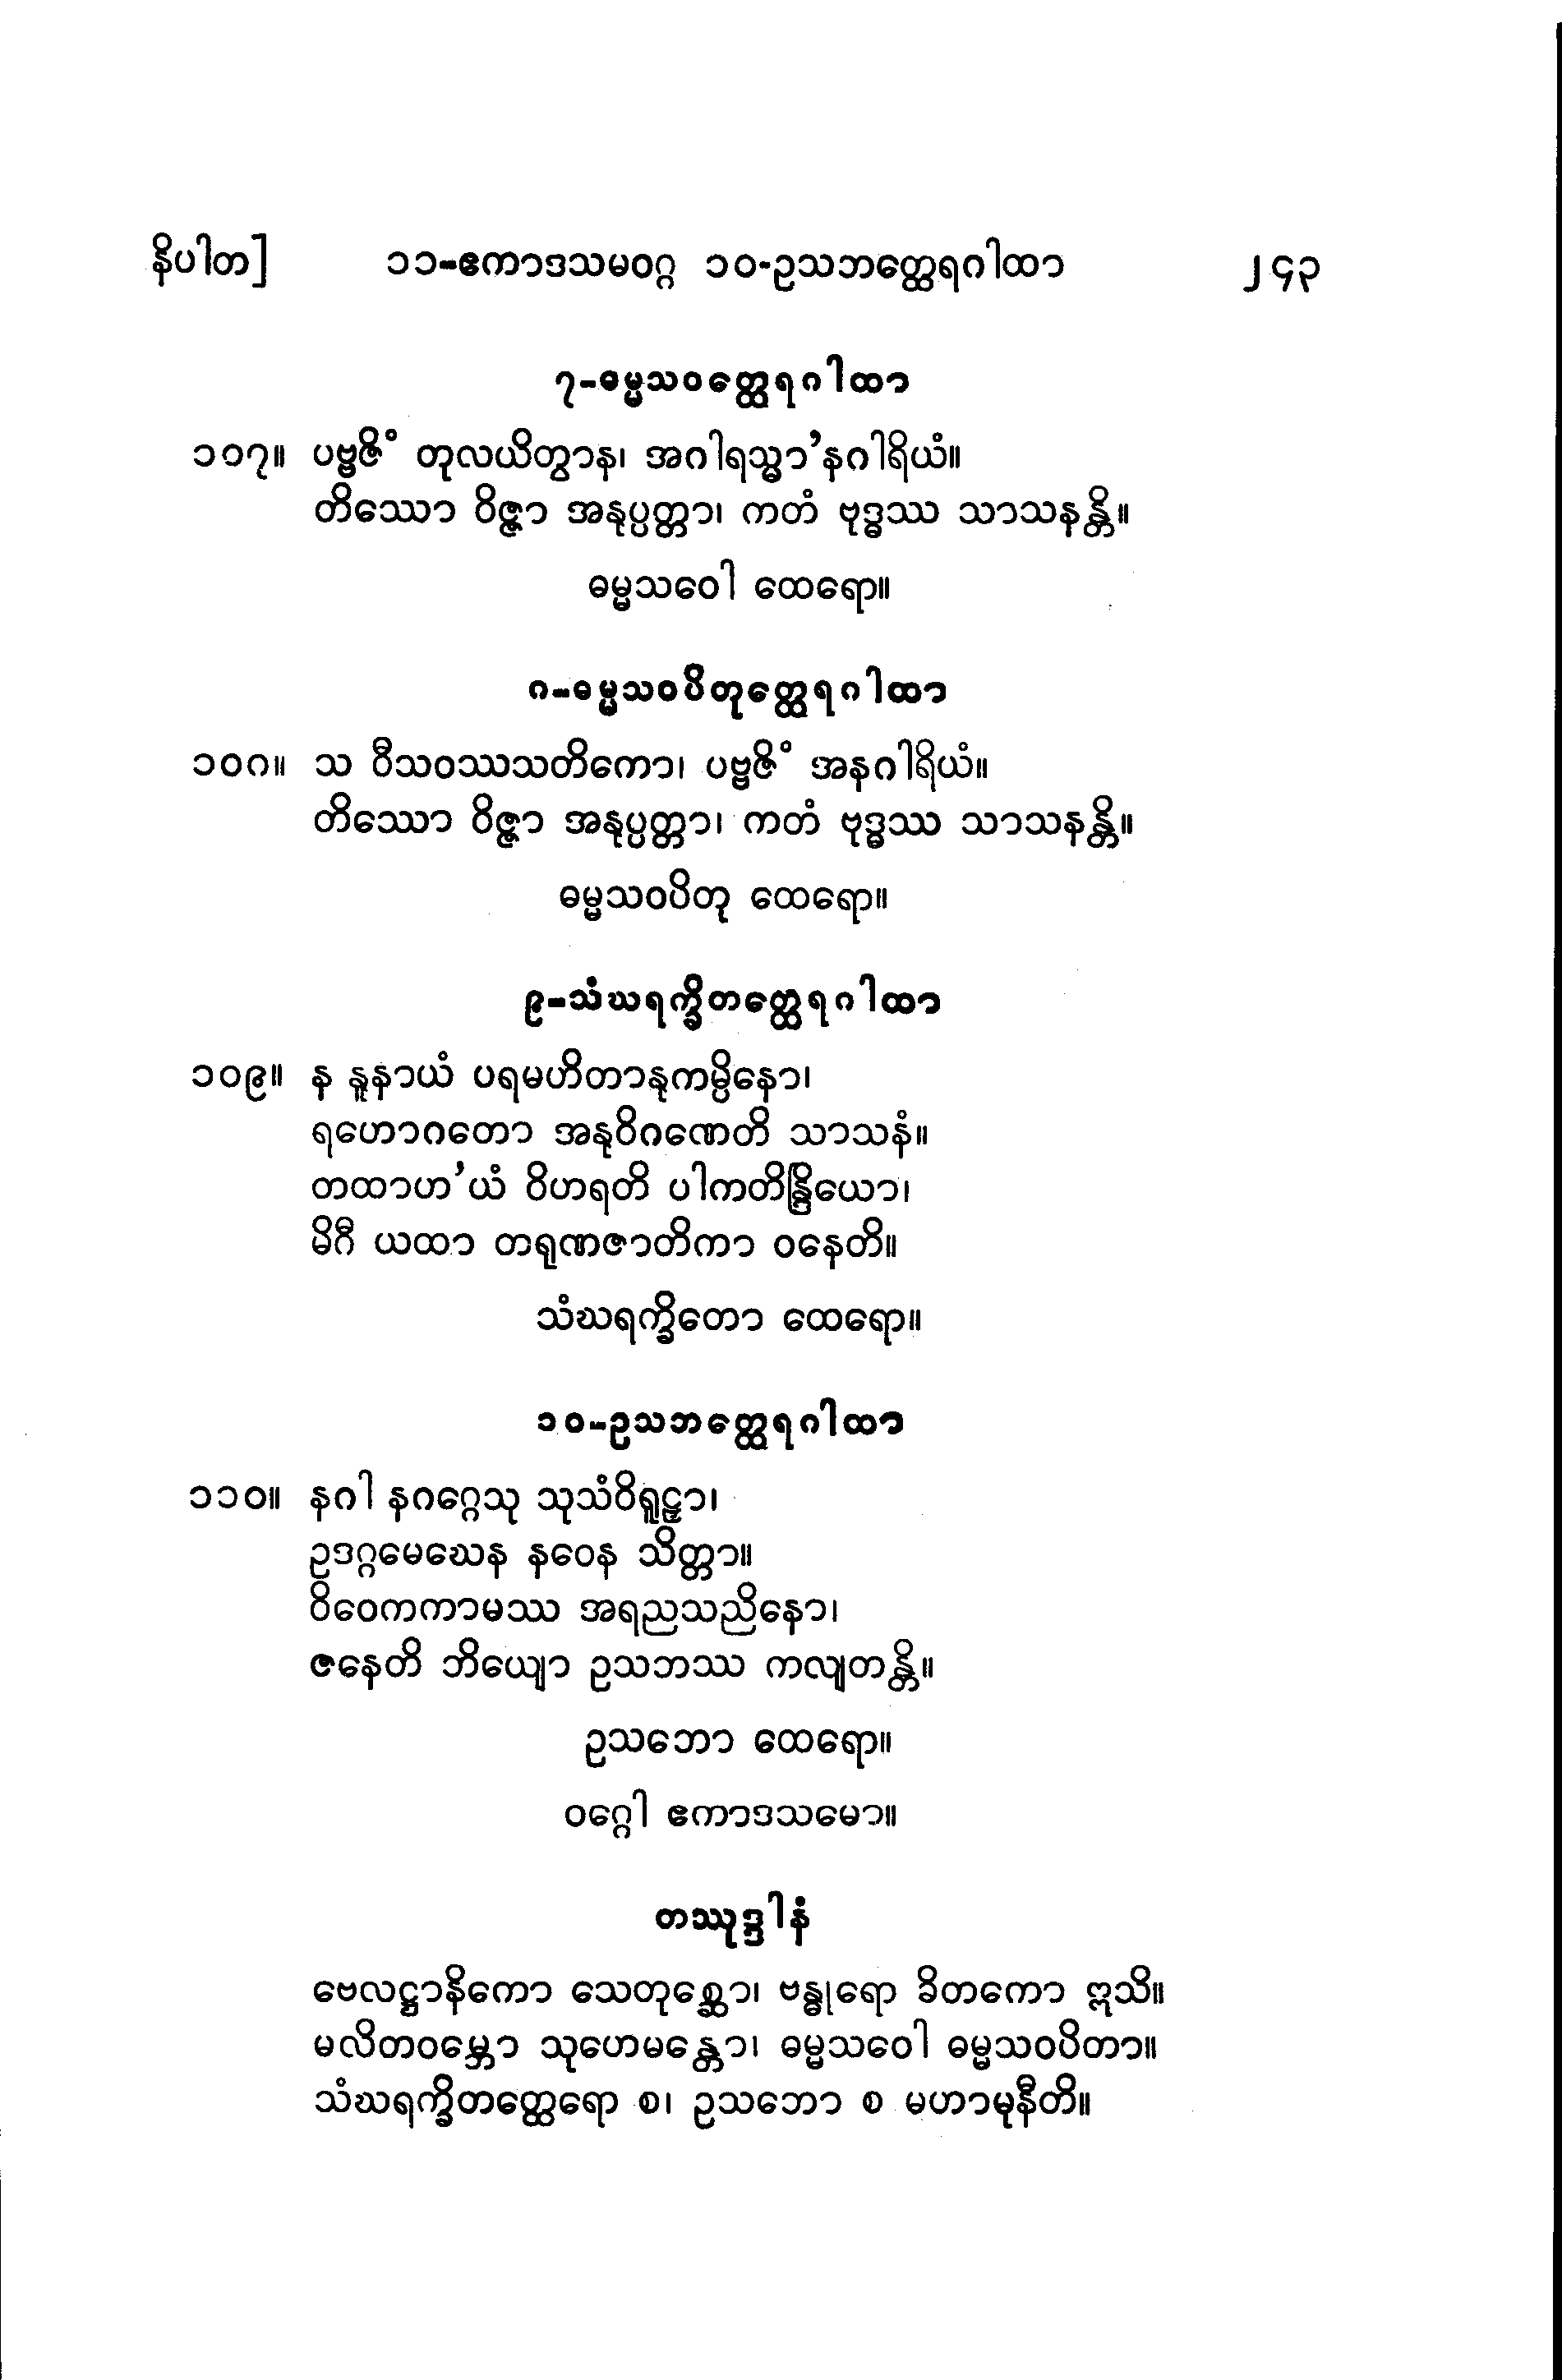 နိပါတ] ၁၁-ဧကာဒသမဝဂ္ဂ ၁၀-ဥသဘတ္ထေရဂါထာ ၂၄၃
၇-ဓမ္မသဝတ္ထေရဂါထာ
၁၀၇။ ပဗ္ဗဇိံ တုလယိတွာန၊ အဂါရသ္မာ’နဂါရိယံ။
တိဿော ဝိဇ္ဇာ အနုပ္ပတ္တာ၊ ကတံ ဗုဒ္ဓဿ သာသနန္တိ။
ဓမ္မသဝေါ ထေရော။
၈-ဓမ္မသဝပိတုတ္ထေရဂါထာ
၁၀၈။ သ ဝီသဝဿသတိကော၊ ပဗ္ဗဇိံ အနဂါရိယံ။
တိဿော ဝိဇ္ဇာ အနုပ္ပတ္တာ၊ ကတံ ဗုဒ္ဓဿ သာသနန္တိ။
ဓမ္မသဝပိတု ထေရော။
၉-သံဃရက္ခိတတ္ထေရဂါထာ
၁၀၉။ န နူနာယံ ပရမဟိတာနုကမ္ပိနော၊
ရဟောဂတော အနုဝိဂဏေတိ သာသနံ။
တထာဟ’ယံ ဝိဟရတိ ပါကတိန္ဒြိယော၊
မိဂီ ယထာ တရုဏဇာတိကာ ဝနေတိ။
သံဃရက္ခိတော ထေရော။
၁၀-ဥသဘတ္ထေရဂါထာ
၁၁၀။ နဂါ နဂဂ္ဂေသု သုသံဝိရူဠှာ၊
ဥဒဂ္ဂမေဃေန နဝေန သိတ္တာ။
ဝိဝေကကာမဿ အရညသညိနော၊
ဇနေတိ ဘိယျော ဥသဘဿ ကလျတန္တိ။
ဥသဘော ထေရော။
ဝဂ္ဂေါ ဧကာဒသမော။
တဿုဒ္ဒါနံ
ဗေလဋ္ဌာနိကော သေတုစ္ဆော၊ ဗန္ဓုရော ခိတကော ဣသိ။
မလိတဝမ္ဘော သုဟေမန္တော၊ ဓမ္မသဝေါ ဓမ္မသဝပိတာ။
သံဃရက္ခိတတ္ထေရော စ၊ ဥသဘော စ မဟာမုနီတိ။